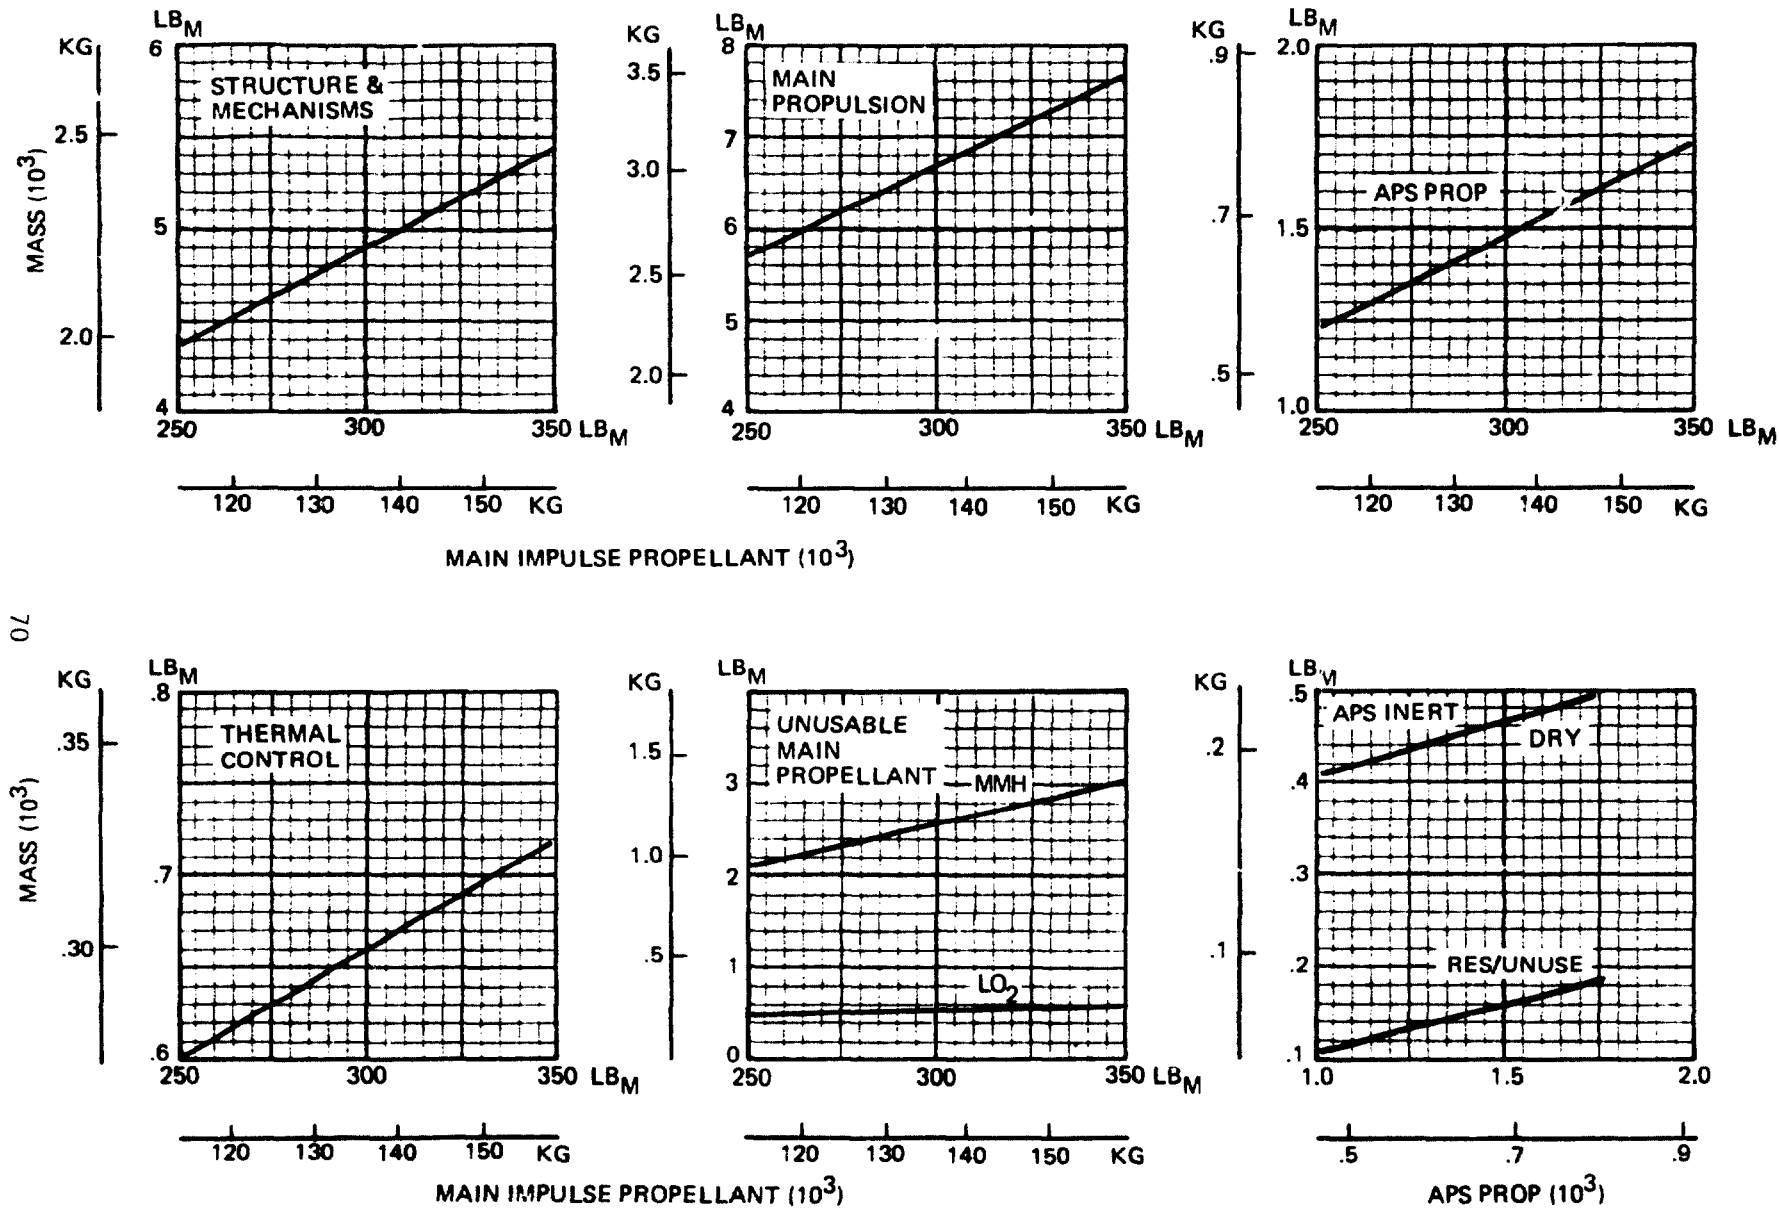 LBM
KG
6
STRUCTURE &
MECHANISMS
2.5
5
2.0
4
250 300 350 LBM
120 130 140 150 KG
MASS (10³)
LBM
KG
8
3.5
MAIN
PROPULSION
7
3.0
6
2.5
5
2.0
4
250 300 350 LBM
120 130 140 150 KG
LBM
KG
2.0
.9
APS PROP
.7
1.5
.5
1.0
250 300 350 LBM
120 130 140 150 KG
MAIN IMPULSE PROPELLANT (10³)
70
LBM
KG
.8
THERMAL
CONTROL
.35
.7
.30
.6
250 300 350 LBM
120 130 140 150 KG
MASS (10³)
LBM
KG
UNUSABLE
MAIN
PROPELLANT
1.5
3
MMH
1.0
2
.5
1
LO₂
0
250 300 350 LBM
120 130 140 150 KG
MAIN IMPULSE PROPELLANT (10³)
LBM
KG
.5
APS INERT
DRY
.2
.4
.3
.1
.2
RES/UNUSE
.1
1.0 1.5 2.0
.5 .7 .9
APS PROP (10³)